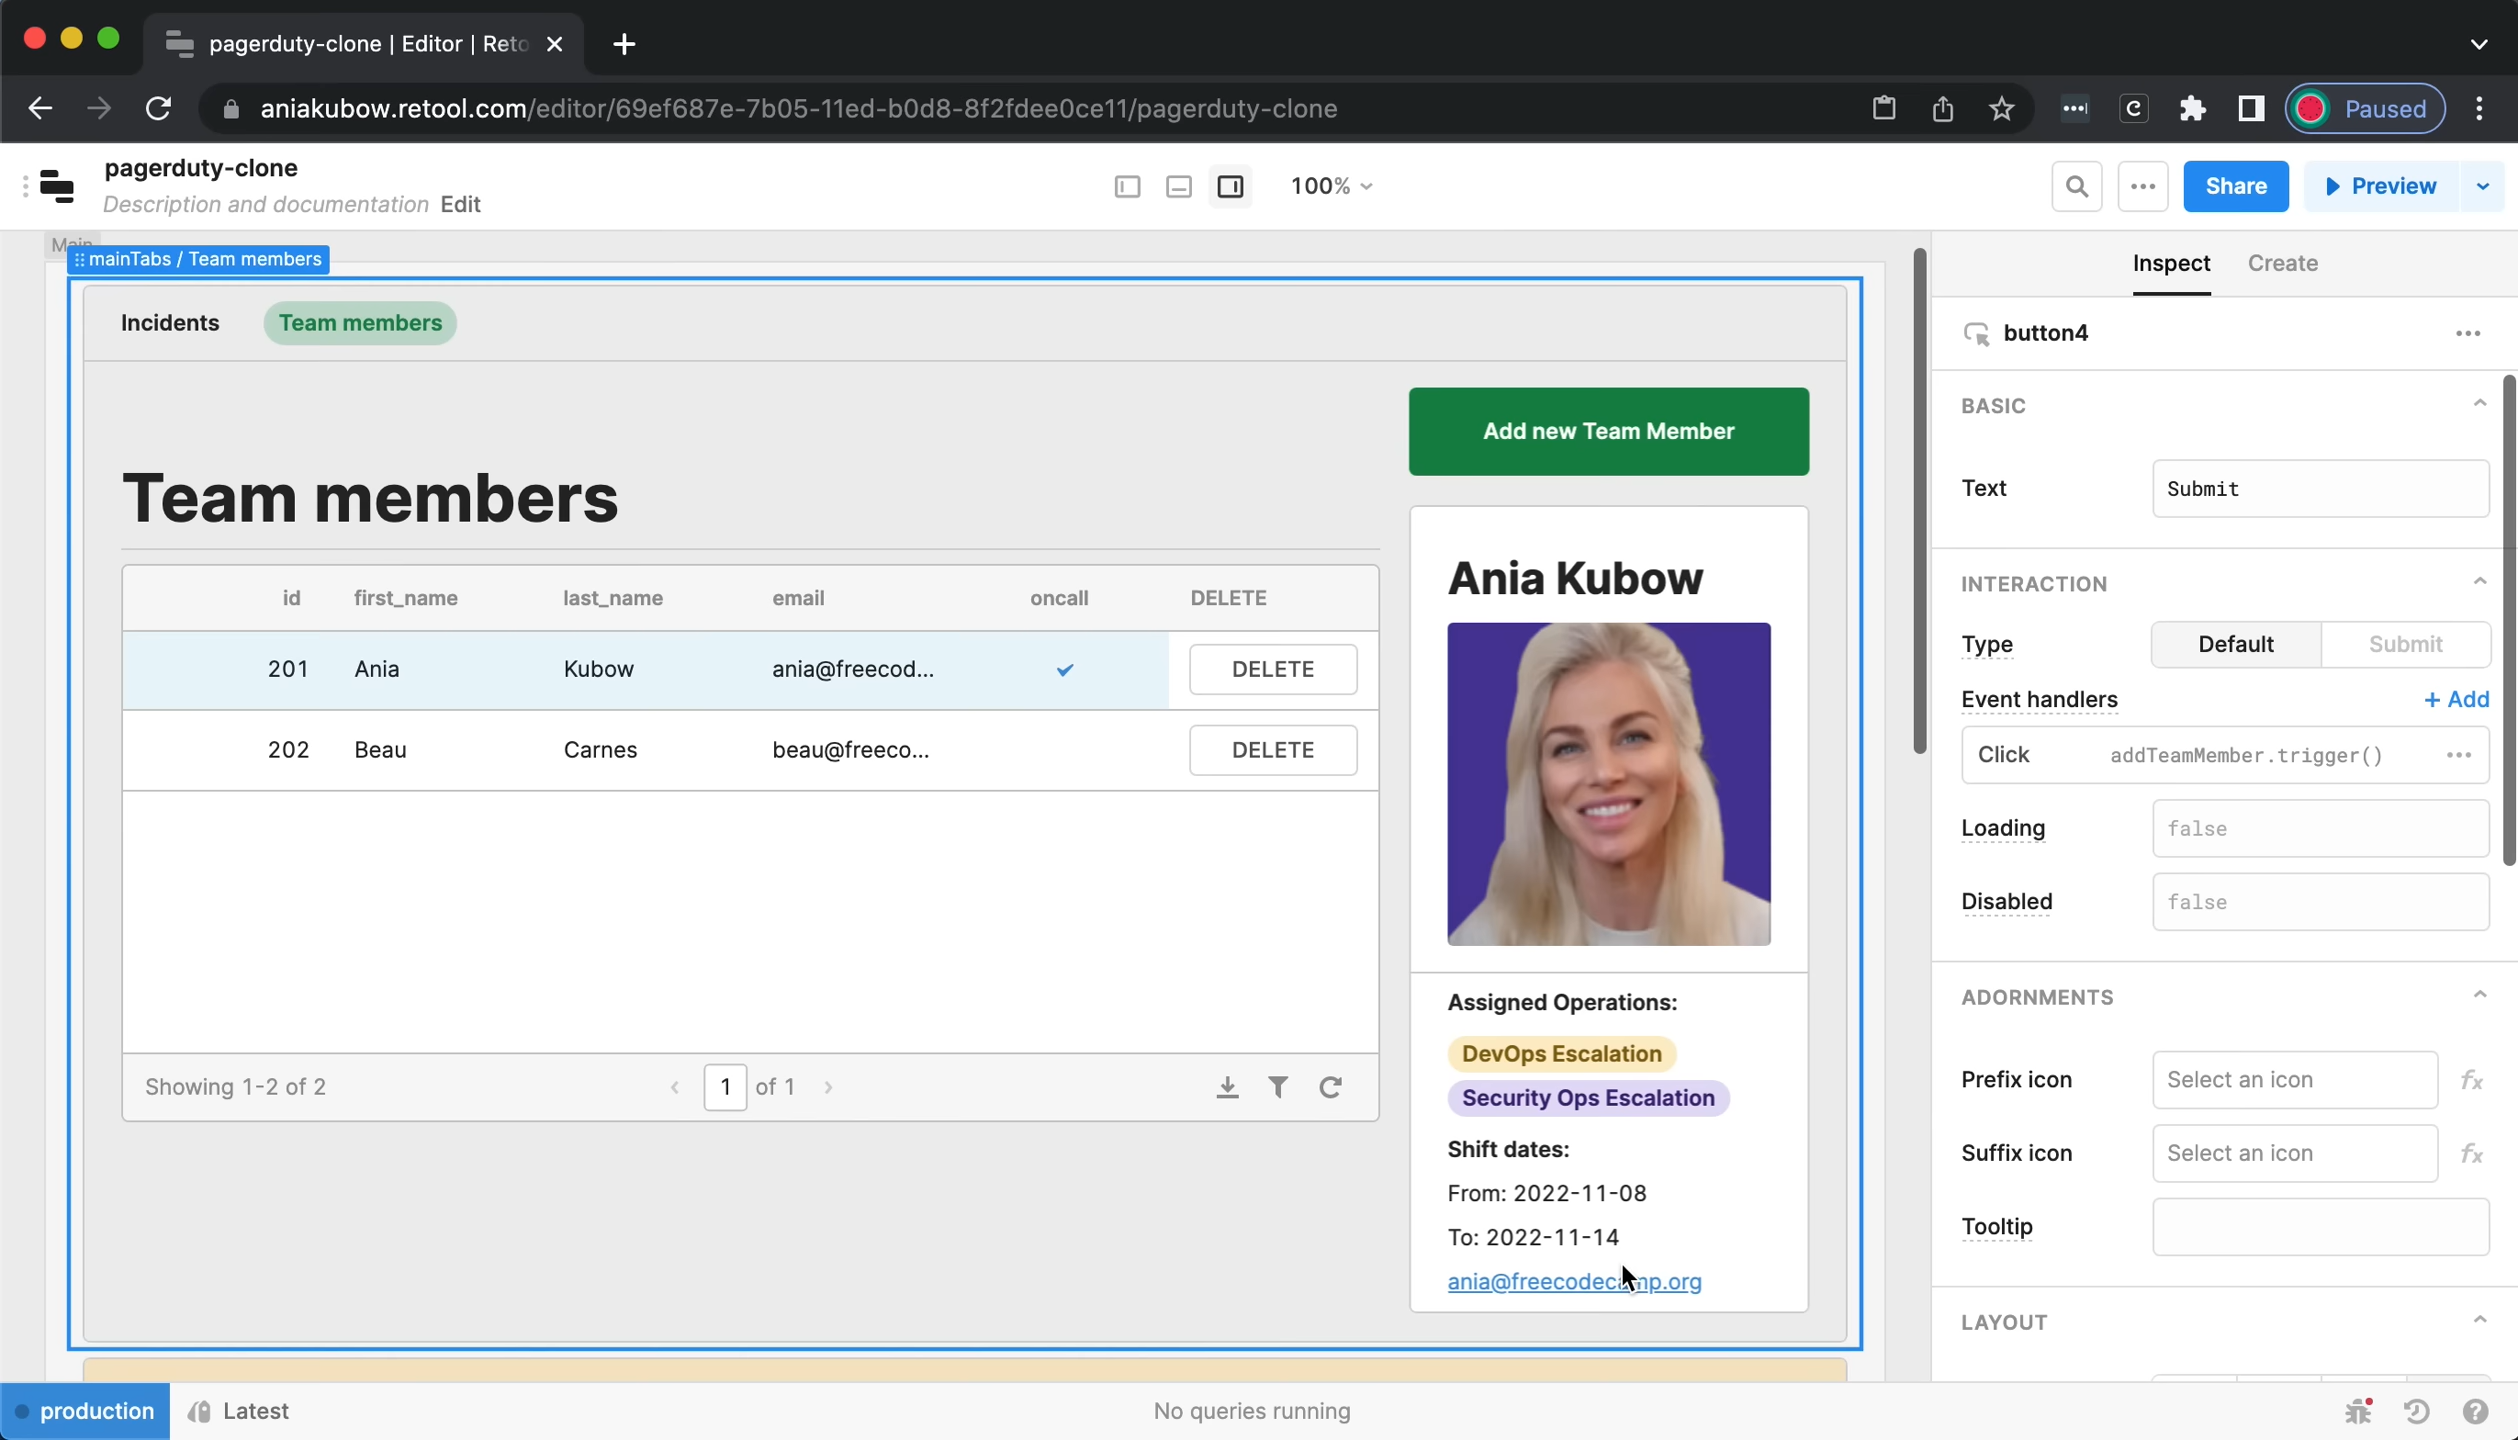 pagerduty-clone | Editor | Reto
aniakubow.retool.com/editor/69ef687e-7b05-11ed-b0d8-8f2fdee0ce11/pagerduty-clone
Paused
pagerduty-clone
Description and documentation Edit
100%
Share
Preview
Main
mainTabs / Team members
Incidents
Team members
Add new Team Member
Team members
id first_name last_name email oncall DELETE
201 Ania Kubow ania@freecod... DELETE
202 Beau Carnes beau@freeco... DELETE
Showing 1-2 of 2
1 of 1
Ania Kubow
Assigned Operations:
DevOps Escalation
Security Ops Escalation
Shift dates:
From: 2022-11-08
To: 2022-11-14
ania@freecodecamp.org
Inspect Create
button4
BASIC
Text Submit
INTERACTION
Type Default Submit
Event handlers + Add
Click addTeamMember.trigger()
Loading false
Disabled false
ADORNMENTS
Prefix icon Select an icon fx
Suffix icon Select an icon fx
Tooltip
LAYOUT
production
Latest
No queries running